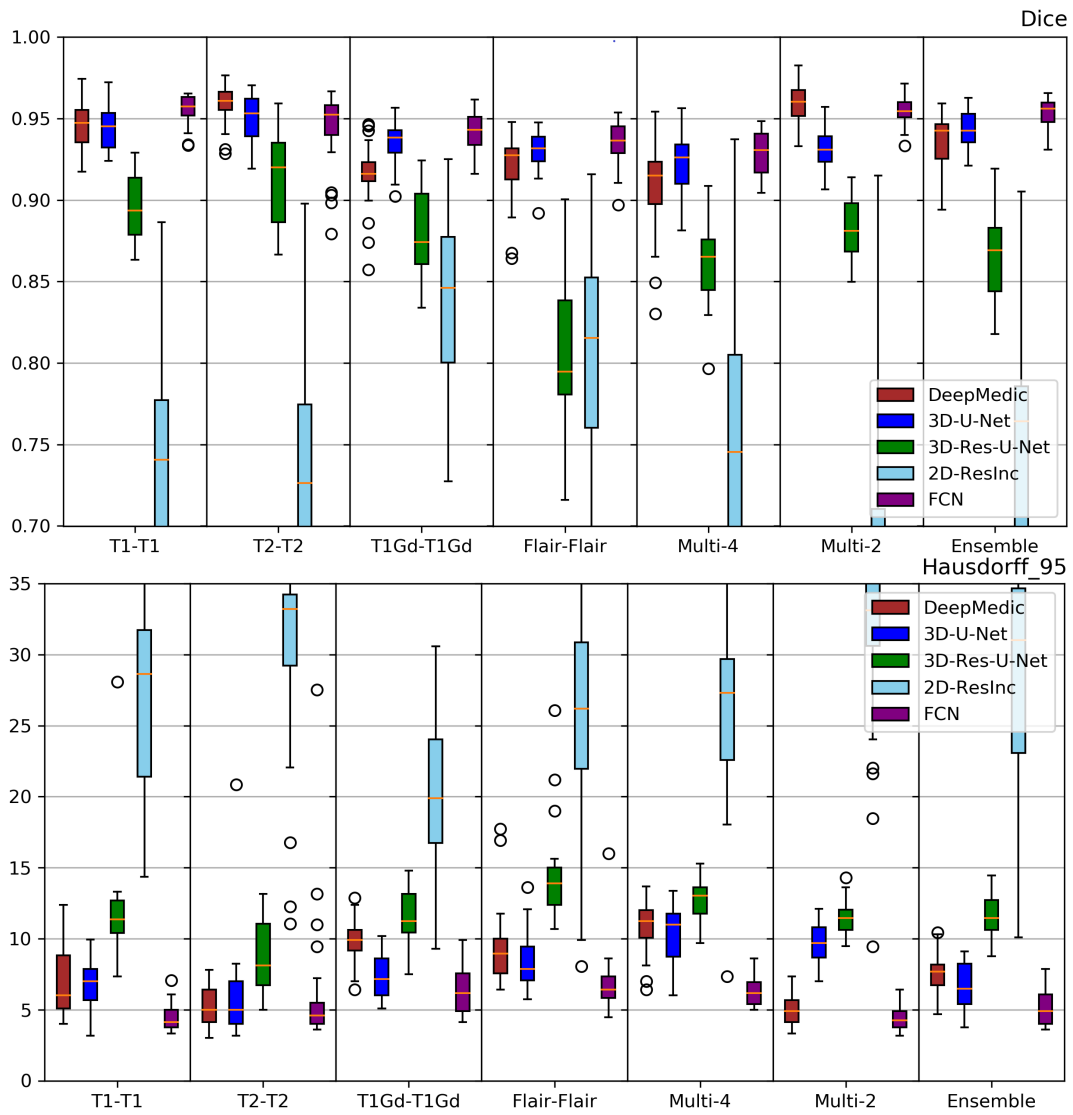 Dice
1.00
0.95
0.90
0.85
0.80
0.75
0.70
DeepMedic
3D-U-Net
3D-Res-U-Net
2D-ResInc
FCN
T1-T1 T2-T2 T1Gd-T1Gd Flair-Flair Multi-4 Multi-2 Ensemble
Hausdorff_95
35
30
25
20
15
10
5
0
DeepMedic
3D-U-Net
3D-Res-U-Net
2D-ResInc
FCN
T1-T1 T2-T2 T1Gd-T1Gd Flair-Flair Multi-4 Multi-2 Ensemble